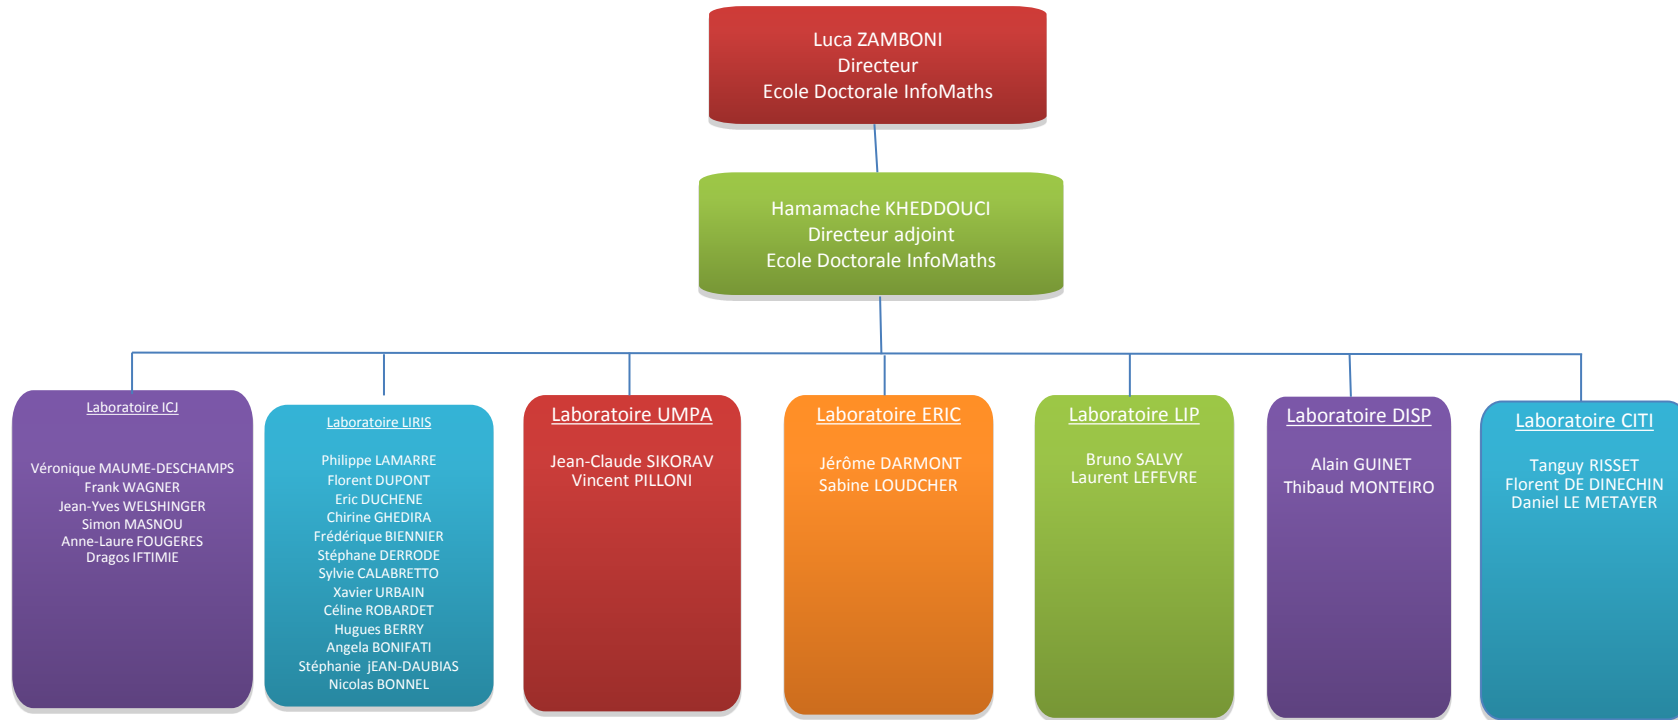 Luca ZAMBONI
Directeur
Ecole Doctorale InfoMaths
Hamamache KHEDDOUCI
Directeur adjoint
Ecole Doctorale InfoMaths
Laboratoire ICJ
Véronique MAUME-DESCHAMPS
Frank WAGNER
Jean-Yves WELSHINGER
Simon MASNOU
Anne-Laure FOUGERES
Dragos IFTIMIE
Laboratoire LIRIS
Philippe LAMARRE
Florent DUPONT
Eric DUCHENE
Chirine GHEDIRA
Frédérique BIENNIER
Stéphane DERRODE
Sylvie CALABRETTO
Xavier URBAIN
Céline ROBARDET
Hugues BERRY
Angela BONIFATI
Stéphanie jEAN-DAUBIAS
Nicolas BONNEL
Laboratoire UMPA
Jean-Claude SIKORAV
Vincent PILLONI
Laboratoire ERIC
Jérôme DARMONT
Sabine LOUDCHER
Laboratoire LIP
Bruno SALVY
Laurent LEFEVRE
Laboratoire DISP
Alain GUINET
Thibaud MONTEIRO
Laboratoire CITI
Tanguy RISSET
Florent DE DINECHIN
Daniel LE METAYER